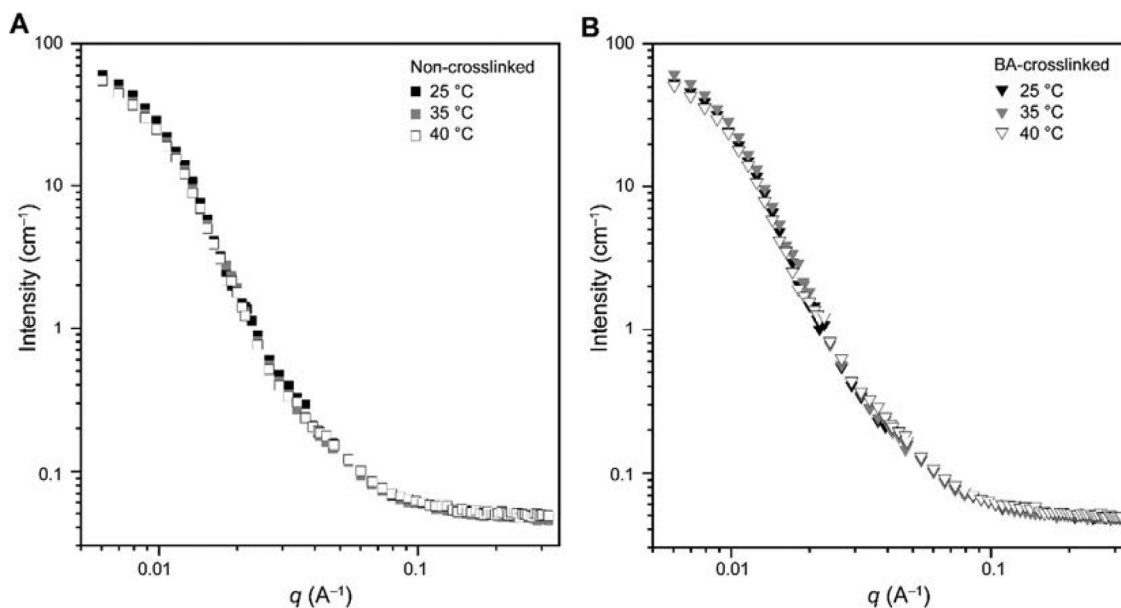 A
100
10
1
0.1
Intensity (cm⁻¹)
Non-crosslinked
25 °C
35 °C
40 °C
0.01
0.1
q (A⁻¹)
B
100
10
1
0.1
Intensity (cm⁻¹)
BA-crosslinked
25 °C
35 °C
40 °C
0.01
0.1
q (A⁻¹)